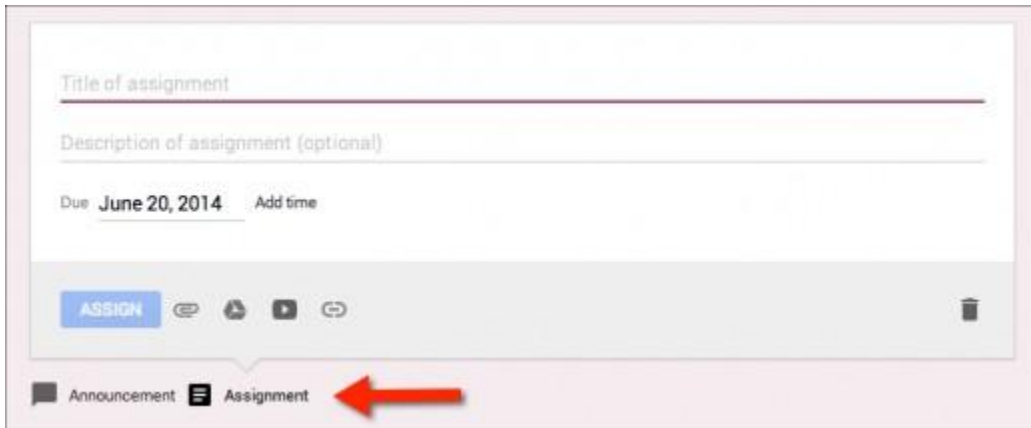 Title of assignment
Description of assignment (optional)
Due June 20, 2014 Add time
ASSIGN
Announcement Assignment